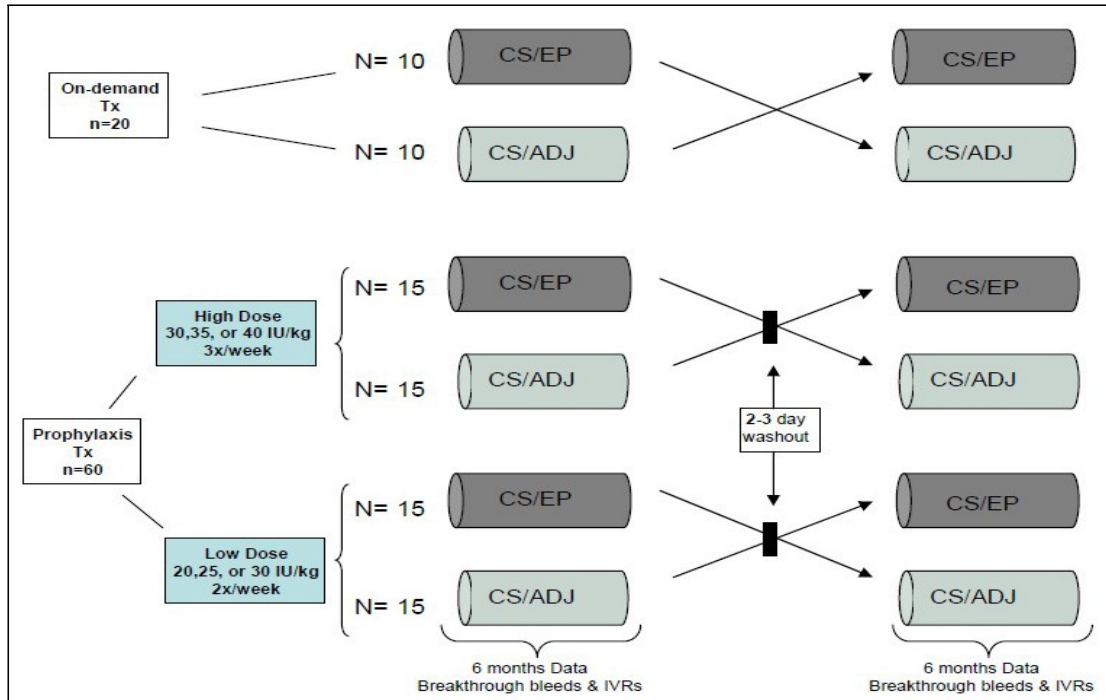 On-demand
Tx
n=20
N= 10
CS/EP
CS/EP
N= 10
CS/ADJ
CS/ADJ
Prophylaxis
Tx
n=60
High Dose
30,35, or 40 IU/kg
3x/week
N= 15
CS/EP
CS/EP
N= 15
CS/ADJ
CS/ADJ
2-3 day
washout
Low Dose
20,25, or 30 IU/kg
2x/week
N= 15
CS/EP
CS/EP
N= 15
CS/ADJ
CS/ADJ
6 months Data
Breakthrough bleeds & IVRs
6 months Data
Breakthrough bleeds & IVRs